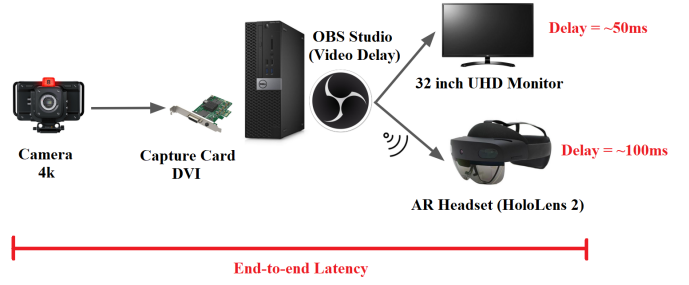 OBS Studio
(Video Delay)
Delay = ~50ms
32 inch UHD Monitor
Camera
4k
Capture Card
DVI
Delay = ~100ms
AR Headset (HoloLens 2)
End-to-end Latency